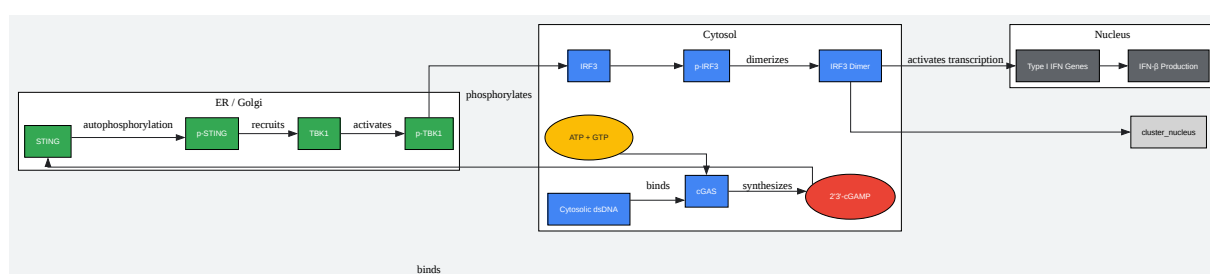 Cytosol
Nucleus
IRF3
p-IRF3
dimerizes
IRF3 Dimer
activates transcription
Type I IFN Genes
IFN-β Production
phosphorylates
ER / Golgi
STING
autophosphorylation
p-STING
recruits
TBK1
activates
p-TBK1
ATP + GTP
cluster_nucleus
binds
cGAS
synthesizes
2'3'-cGAMP
Cytosolic dsDNA
binds